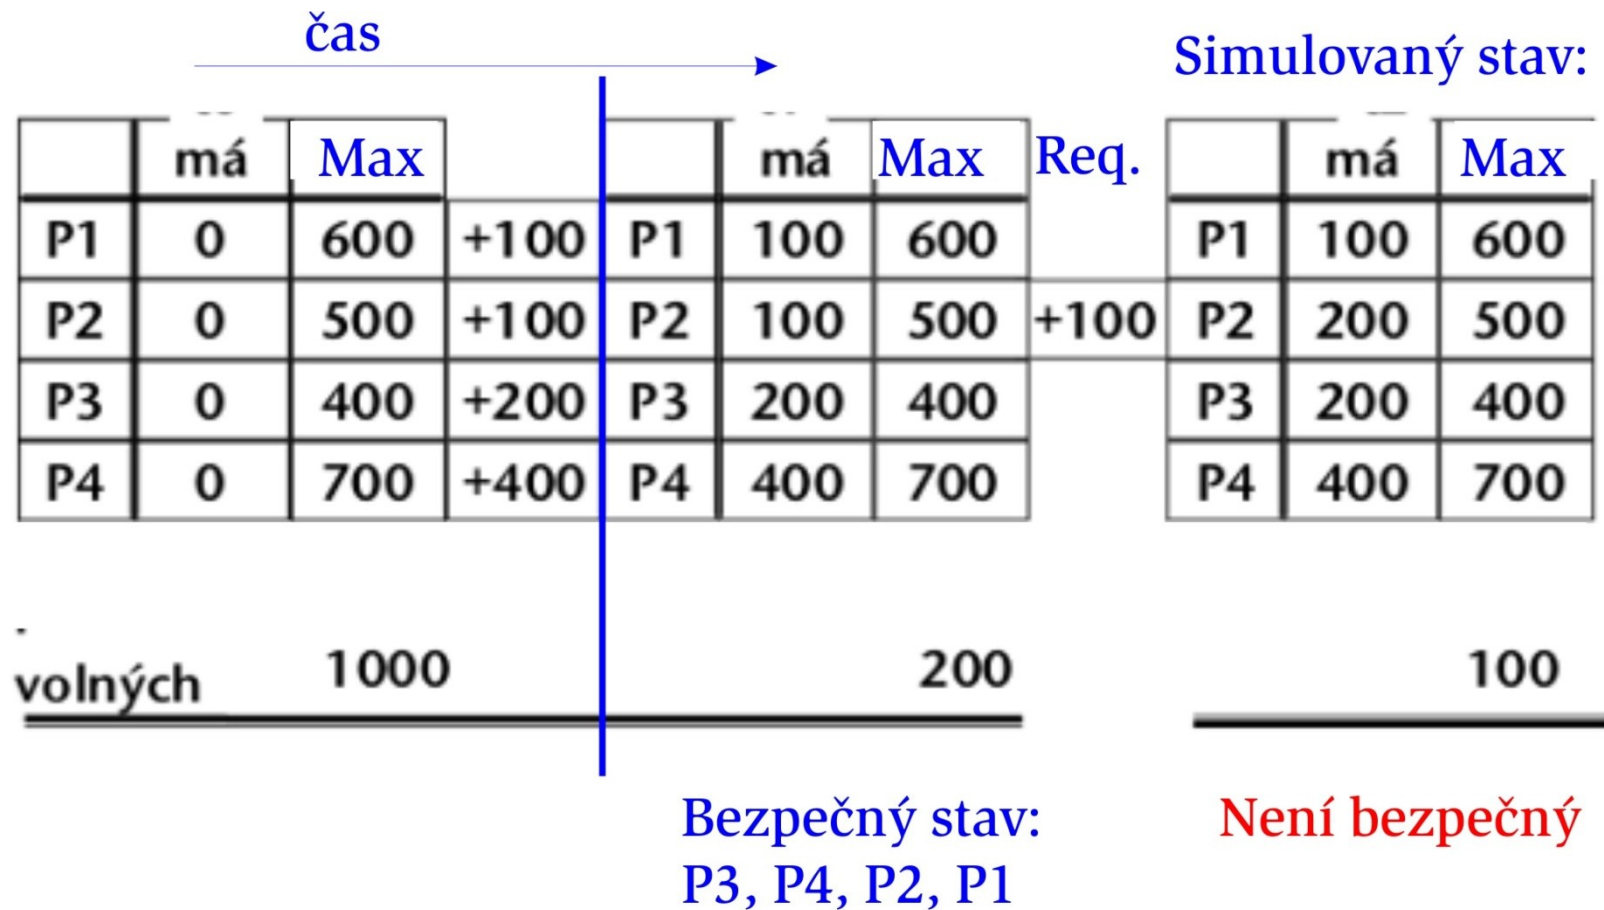 čas
Simulovaný stav:
má Max má Max Req. má Max
P1 0 600 +100 P1 100 600 P1 100 600
P2 0 500 +100 P2 100 500 +100 P2 200 500
P3 0 400 +200 P3 200 400 P3 200 400
P4 0 700 +400 P4 400 700 P4 400 700
volných 1000 200 100
Bezpečný stav: Není bezpečný
P3, P4, P2, P1